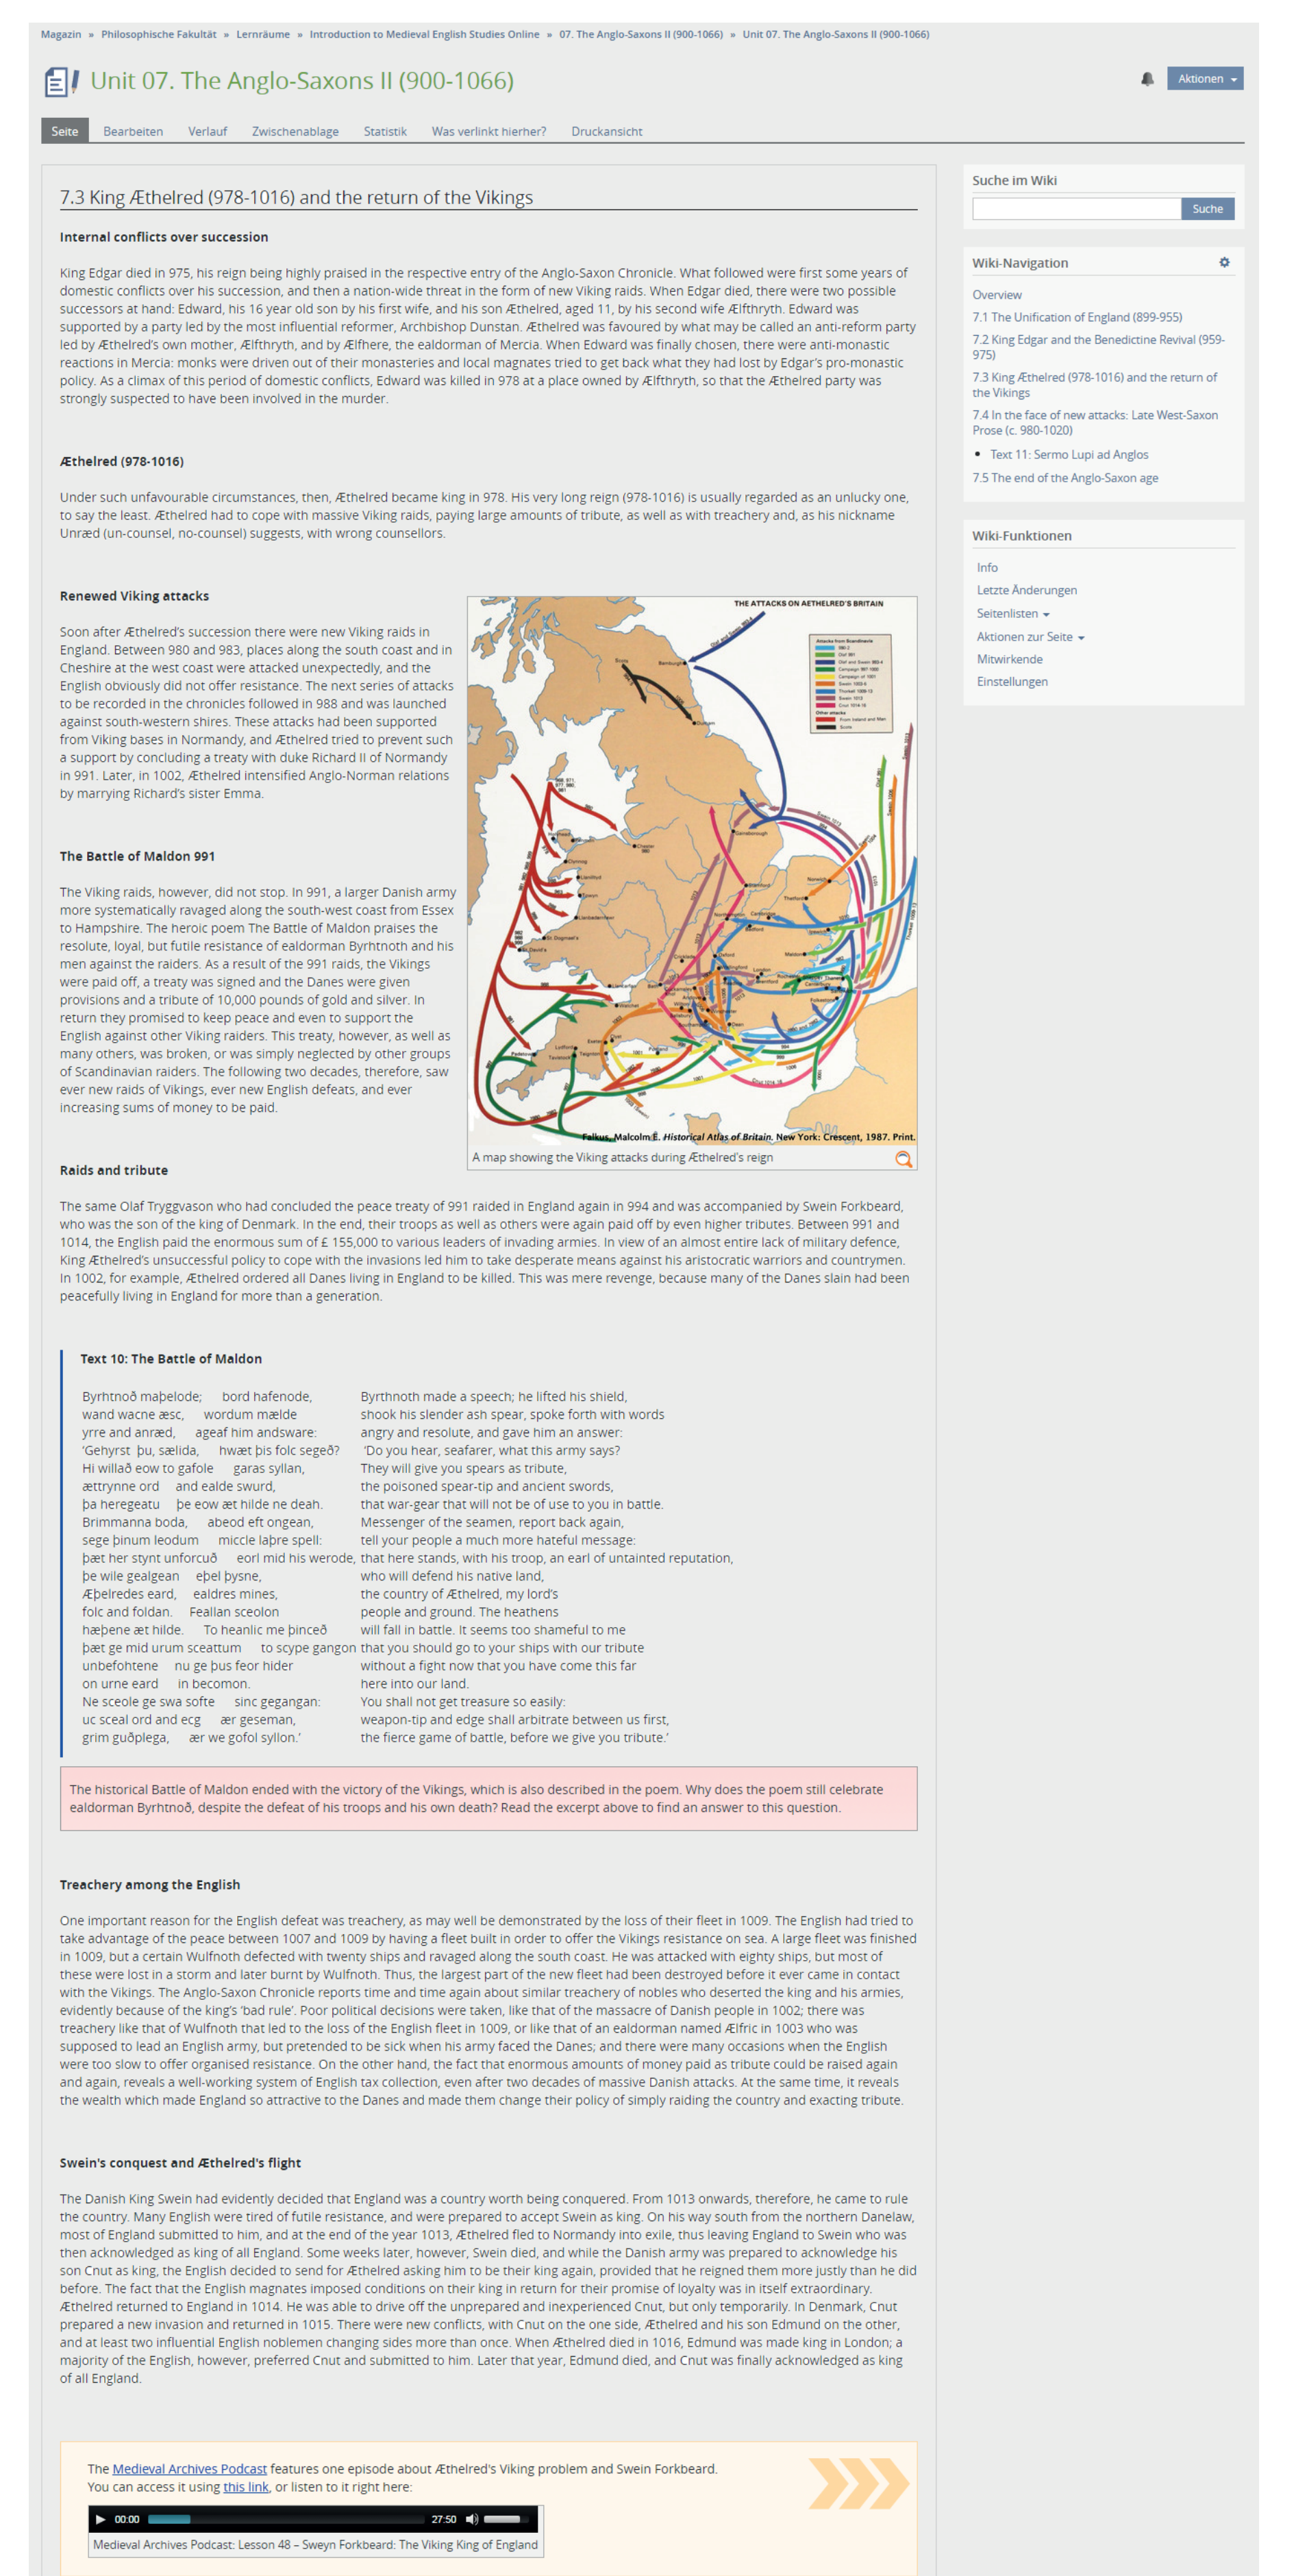 Magazin » Philosophische Fakultät » Lernräume » Introduction to Medieval English Studies Online » 07. The Anglo-Saxons II (900-1066) » Unit 07. The Anglo-Saxons II (900-1066)
Unit 07. The Anglo-Saxons II (900-1066)
Aktionen
Seite Bearbeiten Verlauf Zwischenablage Statistik Was verlinkt hierher? Druckansicht
7.3 King Æthelred (978-1016) and the return of the Vikings
Internal conflicts over succession
King Edgar died in 975, his reign being highly praised in the respective entry of the Anglo-Saxon Chronicle. What followed were first some years of
domestic conflicts over his succession, and then a nation-wide threat in the form of new Viking raids. When Edgar died, there were two possible
successors at hand: Edward, his 16 year old son by his first wife, and his son Æthelred, aged 11, by his second wife Ælfthryth. Edward was
supported by a party led by the most influential reformer, Archbishop Dunstan. Æthelred was favoured by what may be called an anti-reform party
led by Æthelred's own mother, Ælfthryth, and by Ælfhere, the ealdorman of Mercia. When Edward was finally chosen, there were anti-monastic
reactions in Mercia: monks were driven out of their monasteries and local magnates tried to get back what they had lost by Edgar's pro-monastic
policy. As a climax of this period of domestic conflicts, Edward was killed in 978 at a place owned by Ælfthryth, so that the Æthelred party was
strongly suspected to have been involved in the murder.
Æthelred (978-1016)
Under such unfavourable circumstances, then, Æthelred became king in 978. His very long reign (978-1016) is usually regarded as an unlucky one,
to say the least. Æthelred had to cope with massive Viking raids, paying large amounts of tribute, as well as with treachery and, as his nickname
Unræd (un-counsel, no-counsel) suggests, with wrong counsellors.
Renewed Viking attacks
Soon after Æthelred's succession there were new Viking raids in
England. Between 980 and 983, places along the south coast and in
Cheshire at the west coast were attacked unexpectedly, and the
English obviously did not offer resistance. The next series of attacks
to be recorded in the chronicles followed in 988 and was launched
against south-western shires. These attacks had been supported
from Viking bases in Normandy, and Æthelred tried to prevent such
a support by concluding a treaty with duke Richard II of Normandy
in 991. Later, in 1002, Æthelred intensified Anglo-Norman relations
by marrying Richard's sister Emma.
The Battle of Maldon 991
The Viking raids, however, did not stop. In 991, a larger Danish army
more systematically ravaged along the south-west coast from Essex
to Hampshire. The heroic poem The Battle of Maldon praises the
resolute, loyal, but futile resistance of ealdorman Byrhtnoth and his
men against the raiders. As a result of the 991 raids, the Vikings
were paid off, a treaty was signed and the Danes were given
provisions and a tribute of 10,000 pounds of gold and silver. In
return they promised to keep peace and even to support the
English against other Viking raiders. This treaty, however, as well as
many others, was broken, or was simply neglected by other groups
of Scandinavian raiders. The following two decades, therefore, saw
ever new raids of Vikings, ever new English defeats, and ever
increasing sums of money to be paid.
THE ATTACKS ON AETHELRED'S BRITAIN
Attacks from Scandinavia
Other attacks
From Ireland and Man
Scots
Bamburgh
Durham
Gainsborough
Chester
Norwich
Thetford
Stamford
Northampton
Cambridge
Bedford
Maldon
Oxford
London
Canterbury
Folkestone
Exeter
Lydford
Padstow
Watchet
St. David's
Falkus, Malcolm E. Historical Atlas of Britain. New York: Crescent, 1987. Print.
A map showing the Viking attacks during Æthelred's reign
Raids and tribute
The same Olaf Tryggvason who had concluded the peace treaty of 991 raided in England again in 994 and was accompanied by Swein Forkbeard,
who was the son of the king of Denmark. In the end, their troops as well as others were again paid off by even higher tributes. Between 991 and
1014, the English paid the enormous sum of £ 155,000 to various leaders of invading armies. In view of an almost entire lack of military defence,
King Æthelred's unsuccessful policy to cope with the invasions led him to take desperate means against his aristocratic warriors and countrymen.
In 1002, for example, Æthelred ordered all Danes living in England to be killed. This was mere revenge, because many of the Danes slain had been
peacefully living in England for more than a generation.
Text 10: The Battle of Maldon
Byrhtnoð maþelode; bord hafenode, Byrthnoth made a speech; he lifted his shield,
wand wacne æsc, wordum mælde shook his slender ash spear, spoke forth with words
yrre and anræd, ageaf him andsware: angry and resolute, and gave him an answer:
'Gehyrst þu, sælida, hwæt þis folc segeð? 'Do you hear, seafarer, what this army says?
Hi willað eow to gafole garas syllan, They will give you spears as tribute,
ættrynne ord and ealde swurd, the poisoned spear-tip and ancient swords,
þa heregeatu þe eow æt hilde ne deah. that war-gear that will not be of use to you in battle.
Brimmanna boda, abeod eft ongean, Messenger of the seamen, report back again,
sege þinum leodum miccle laþre spell: tell your people a much more hateful message:
þæt her stynt unforcuð eorl mid his werode, that here stands, with his troop, an earl of untainted reputation,
þe wile gealgean eþel þysne, who will defend his native land,
Æþelredes eard, ealdres mines, the country of Æthelred, my lord's
folc and foldan. Feallan sceolon people and ground. The heathens
hæþene æt hilde. To heanlic me þinceð will fall in battle. It seems too shameful to me
þæt ge mid urum sceattum to scype gangon that you should go to your ships with our tribute
unbefohtene nu ge þus feor hider without a fight now that you have come this far
on urne eard in becomon. here into our land.
Ne sceole ge swa softe sinc gegangan: You shall not get treasure so easily:
uc sceal ord and ecg ær geseman, weapon-tip and edge shall arbitrate between us first,
grim guðplega, ær we gofol syllon.' the fierce game of battle, before we give you tribute.'
The historical Battle of Maldon ended with the victory of the Vikings, which is also described in the poem. Why does the poem still celebrate
ealdorman Byrhtnoð, despite the defeat of his troops and his own death? Read the excerpt above to find an answer to this question.
Treachery among the English
One important reason for the English defeat was treachery, as may well be demonstrated by the loss of their fleet in 1009. The English had tried to
take advantage of the peace between 1007 and 1009 by having a fleet built in order to offer the Vikings resistance on sea. A large fleet was finished
in 1009, but a certain Wulfnoth defected with twenty ships and ravaged along the south coast. He was attacked with eighty ships, but most of
these were lost in a storm and later burnt by Wulfnoth. Thus, the largest part of the new fleet had been destroyed before it ever came in contact
with the Vikings. The Anglo-Saxon Chronicle reports time and time again about similar treachery of nobles who deserted the king and his armies,
evidently because of the king's 'bad rule'. Poor political decisions were taken, like that of the massacre of Danish people in 1002; there was
treachery like that of Wulfnoth that led to the loss of the English fleet in 1009, or like that of an ealdorman named Ælfric in 1003 who was
supposed to lead an English army, but pretended to be sick when his army faced the Danes; and there were many occasions when the English
were too slow to offer organised resistance. On the other hand, the fact that enormous amounts of money paid as tribute could be raised again
and again, reveals a well-working system of English tax collection, even after two decades of massive Danish attacks. At the same time, it reveals
the wealth which made England so attractive to the Danes and made them change their policy of simply raiding the country and exacting tribute.
Swein's conquest and Æthelred's flight
The Danish King Swein had evidently decided that England was a country worth being conquered. From 1013 onwards, therefore, he came to rule
the country. Many English were tired of futile resistance, and were prepared to accept Swein as king. On his way south from the northern Danelaw,
most of England submitted to him, and at the end of the year 1013, Æthelred fled to Normandy into exile, thus leaving England to Swein who was
then acknowledged as king of all England. Some weeks later, however, Swein died, and while the Danish army was prepared to acknowledge his
son Cnut as king, the English decided to send for Æthelred asking him to be their king again, provided that he reigned them more justly than he did
before. The fact that the English magnates imposed conditions on their king in return for their promise of loyalty was in itself extraordinary.
Æthelred returned to England in 1014. He was able to drive off the unprepared and inexperienced Cnut, but only temporarily. In Denmark, Cnut
prepared a new invasion and returned in 1015. There were new conflicts, with Cnut on the one side, Æthelred and his son Edmund on the other,
and at least two influential English noblemen changing sides more than once. When Æthelred died in 1016, Edmund was made king in London; a
majority of the English, however, preferred Cnut and submitted to him. Later that year, Edmund died, and Cnut was finally acknowledged as king
of all England.
The Medieval Archives Podcast features one episode about Æthelred's Viking problem and Swein Forkbeard.
You can access it using this link, or listen to it right here:
00:00 27:50
Medieval Archives Podcast: Lesson 48 – Sweyn Forkbeard: The Viking King of England
Suche im Wiki
Suche
Wiki-Navigation
Overview
7.1 The Unification of England (899-955)
7.2 King Edgar and the Benedictine Revival (959-
975)
7.3 King Æthelred (978-1016) and the return of
the Vikings
7.4 In the face of new attacks: Late West-Saxon
Prose (c. 980-1020)
Text 11: Sermo Lupi ad Anglos
7.5 The end of the Anglo-Saxon age
Wiki-Funktionen
Info
Letzte Änderungen
Seitenlisten
Aktionen zur Seite
Mitwirkende
Einstellungen